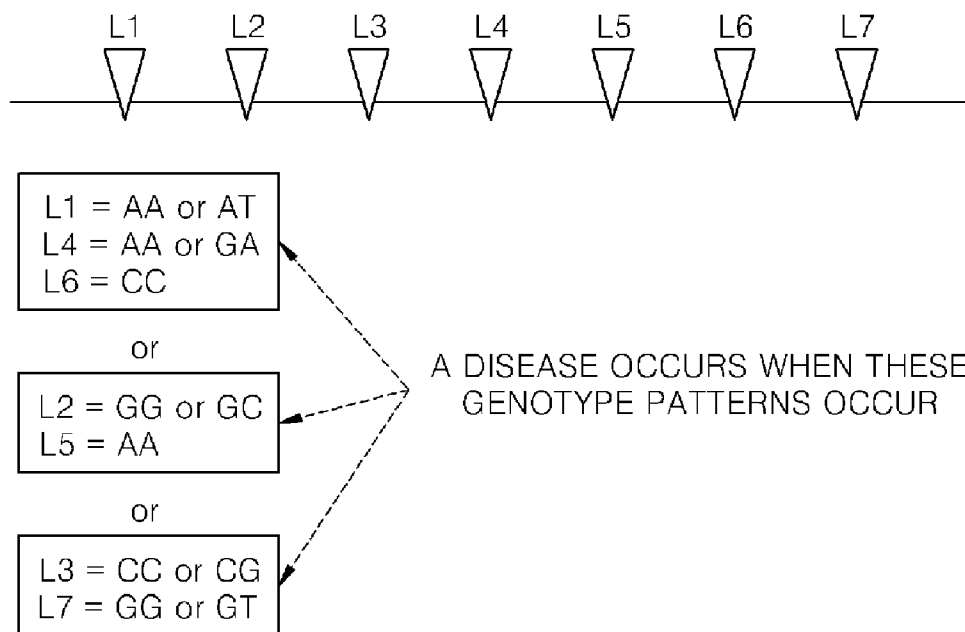 L1 L2 L3 L4 L5 L6 L7
L1 = AA or AT
L4 = AA or GA
L6 = CC
or
L2 = GG or GC
L5 = AA
or
L3 = CC or CG
L7 = GG or GT
A DISEASE OCCURS WHEN THESE
GENOTYPE PATTERNS OCCUR